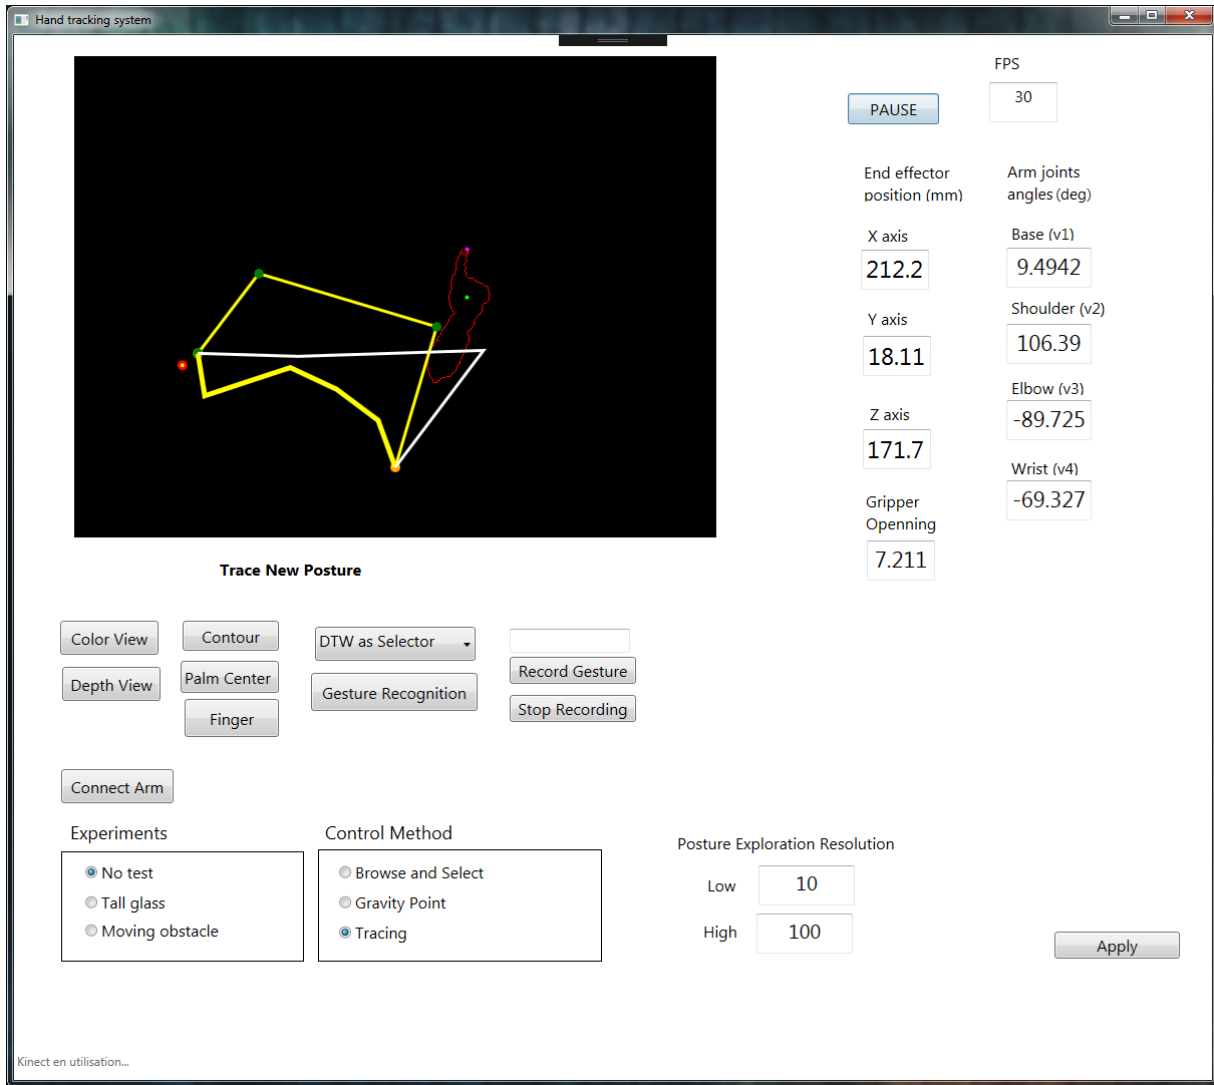 Hand tracking system
FPS
30
PAUSE
End effector
position (mm)
Arm joints
angles (deg)
X axis
212.2
Base (v1)
9.4942
Y axis
18.11
Shoulder (v2)
106.39
Z axis
171.7
Elbow (v3)
-89.725
Wrist (v4)
-69.327
Gripper
Openning
7.211
Trace New Posture
Color View
Contour
DTW as Selector
Depth View
Palm Center
Gesture Recognition
Record Gesture
Finger
Stop Recording
Connect Arm
Experiments
No test
Tall glass
Moving obstacle
Control Method
Browse and Select
Gravity Point
Tracing
Posture Exploration Resolution
Low 10
High 100
Apply
Kinect en utilisation...